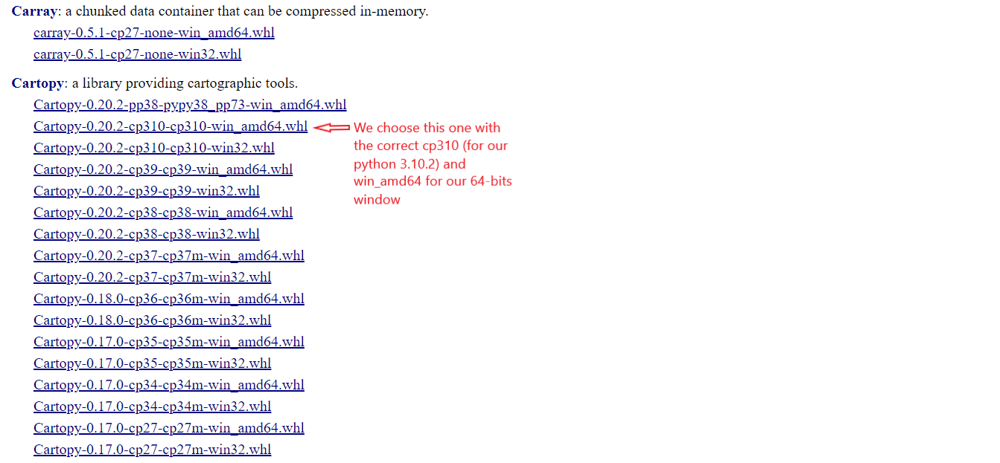 Carray: a chunked data container that can be compressed in-memory.
carray-0.5.1-cp27-none-win_amd64.whl
carray-0.5.1-cp27-none-win32.whl
Cartopy: a library providing cartographic tools.
Cartopy-0.20.2-pp38-pypy38_pp73-win_amd64.whl
Cartopy-0.20.2-cp310-cp310-win_amd64.whl
We choose this one with
the correct cp310 (for our
python 3.10.2) and
win_amd64 for our 64-bits
window
Cartopy-0.20.2-cp310-cp310-win32.whl
Cartopy-0.20.2-cp39-cp39-win_amd64.whl
Cartopy-0.20.2-cp39-cp39-win32.whl
Cartopy-0.20.2-cp38-cp38-win_amd64.whl
Cartopy-0.20.2-cp38-cp38-win32.whl
Cartopy-0.20.2-cp37-cp37m-win_amd64.whl
Cartopy-0.20.2-cp37-cp37m-win32.whl
Cartopy-0.18.0-cp36-cp36m-win_amd64.whl
Cartopy-0.18.0-cp36-cp36m-win32.whl
Cartopy-0.17.0-cp35-cp35m-win_amd64.whl
Cartopy-0.17.0-cp35-cp35m-win32.whl
Cartopy-0.17.0-cp34-cp34m-win_amd64.whl
Cartopy-0.17.0-cp34-cp34m-win32.whl
Cartopy-0.17.0-cp27-cp27m-win_amd64.whl
Cartopy-0.17.0-cp27-cp27m-win32.whl